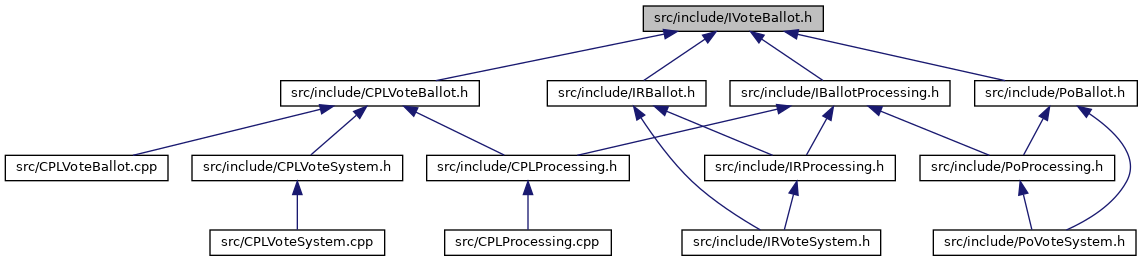 src/include/IVoteBallot.h
src/include/CPLVoteBallot.h
src/include/IRBallot.h
src/include/IBallotProcessing.h
src/include/PoBallot.h
src/CPLVoteBallot.cpp
src/include/CPLVoteSystem.h
src/include/CPLProcessing.h
src/include/IRProcessing.h
src/include/PoProcessing.h
src/CPLVoteSystem.cpp
src/CPLProcessing.cpp
src/include/IRVoteSystem.h
src/include/PoVoteSystem.h